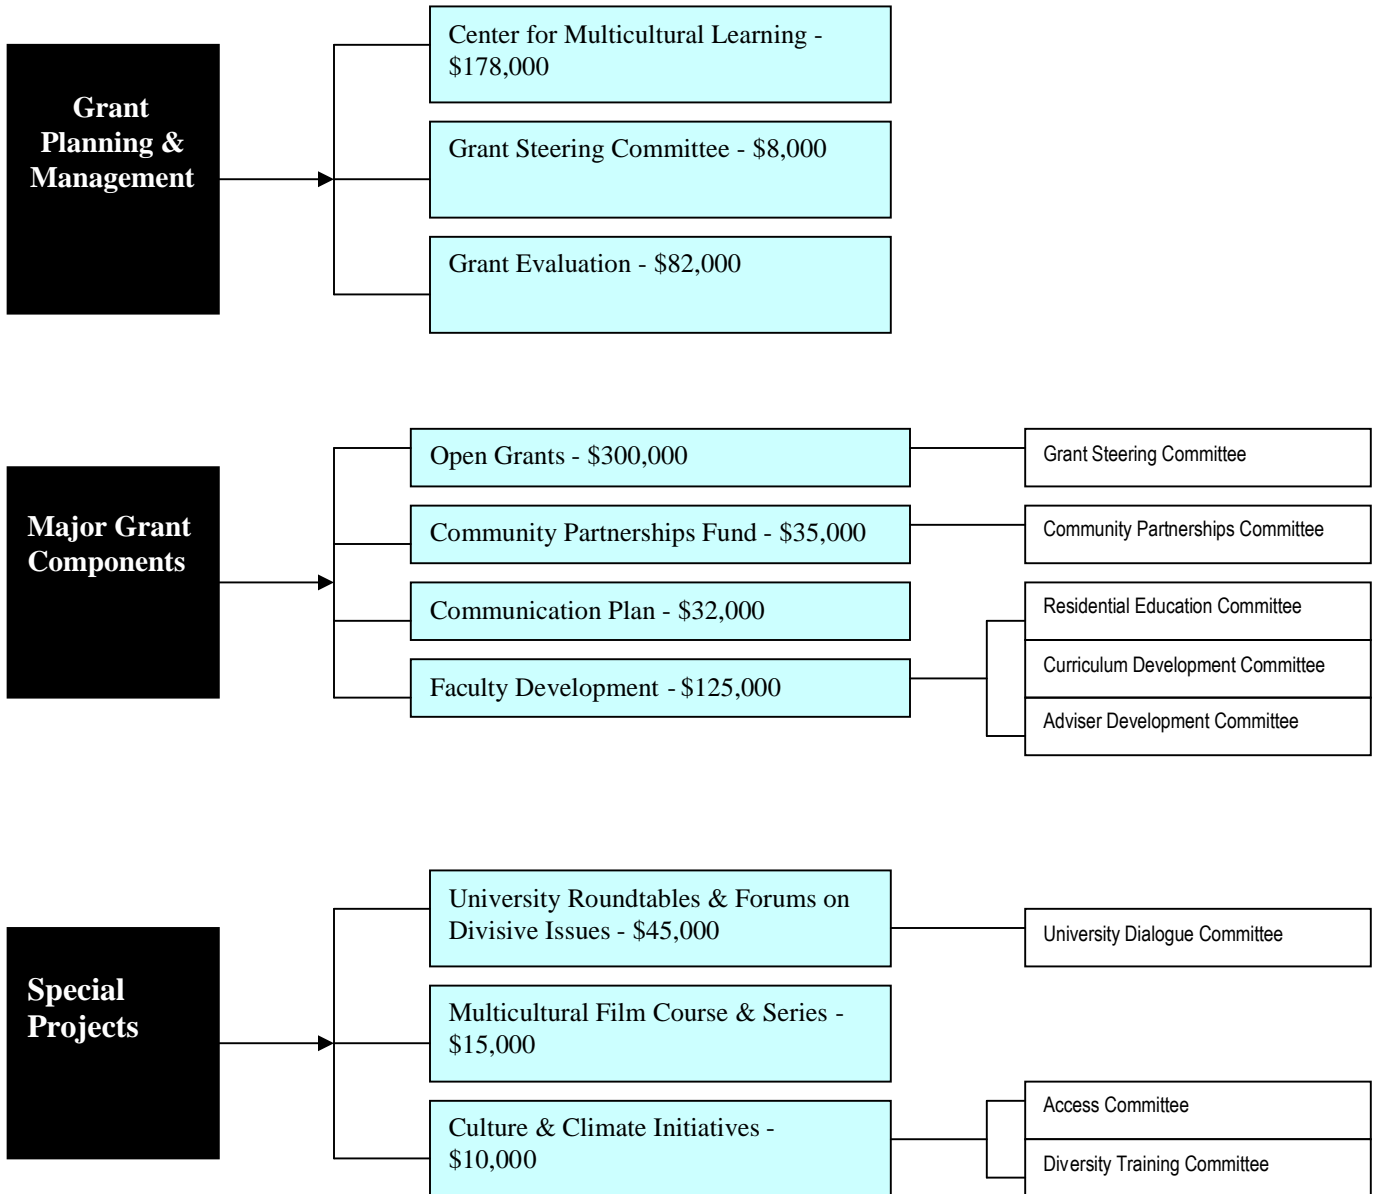 Grant
Planning &
Management
Center for Multicultural Learning -
$178,000
Grant Steering Committee - $8,000
Grant Evaluation - $82,000
Major Grant
Components
Open Grants - $300,000
Grant Steering Committee
Community Partnerships Fund - $35,000
Community Partnerships Committee
Communication Plan - $32,000
Faculty Development - $125,000
Residential Education Committee
Curriculum Development Committee
Adviser Development Committee
Special
Projects
University Roundtables & Forums on
Divisive Issues - $45,000
University Dialogue Committee
Multicultural Film Course & Series -
$15,000
Culture & Climate Initiatives -
$10,000
Access Committee
Diversity Training Committee